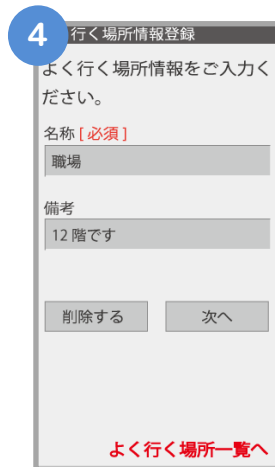 4
行く場所情報登録
よく行く場所情報をご入力く
ださい。
名称 [ 必須 ]
職場
備考
12 階です
削除する
次へ
よく行く場所一覧へ